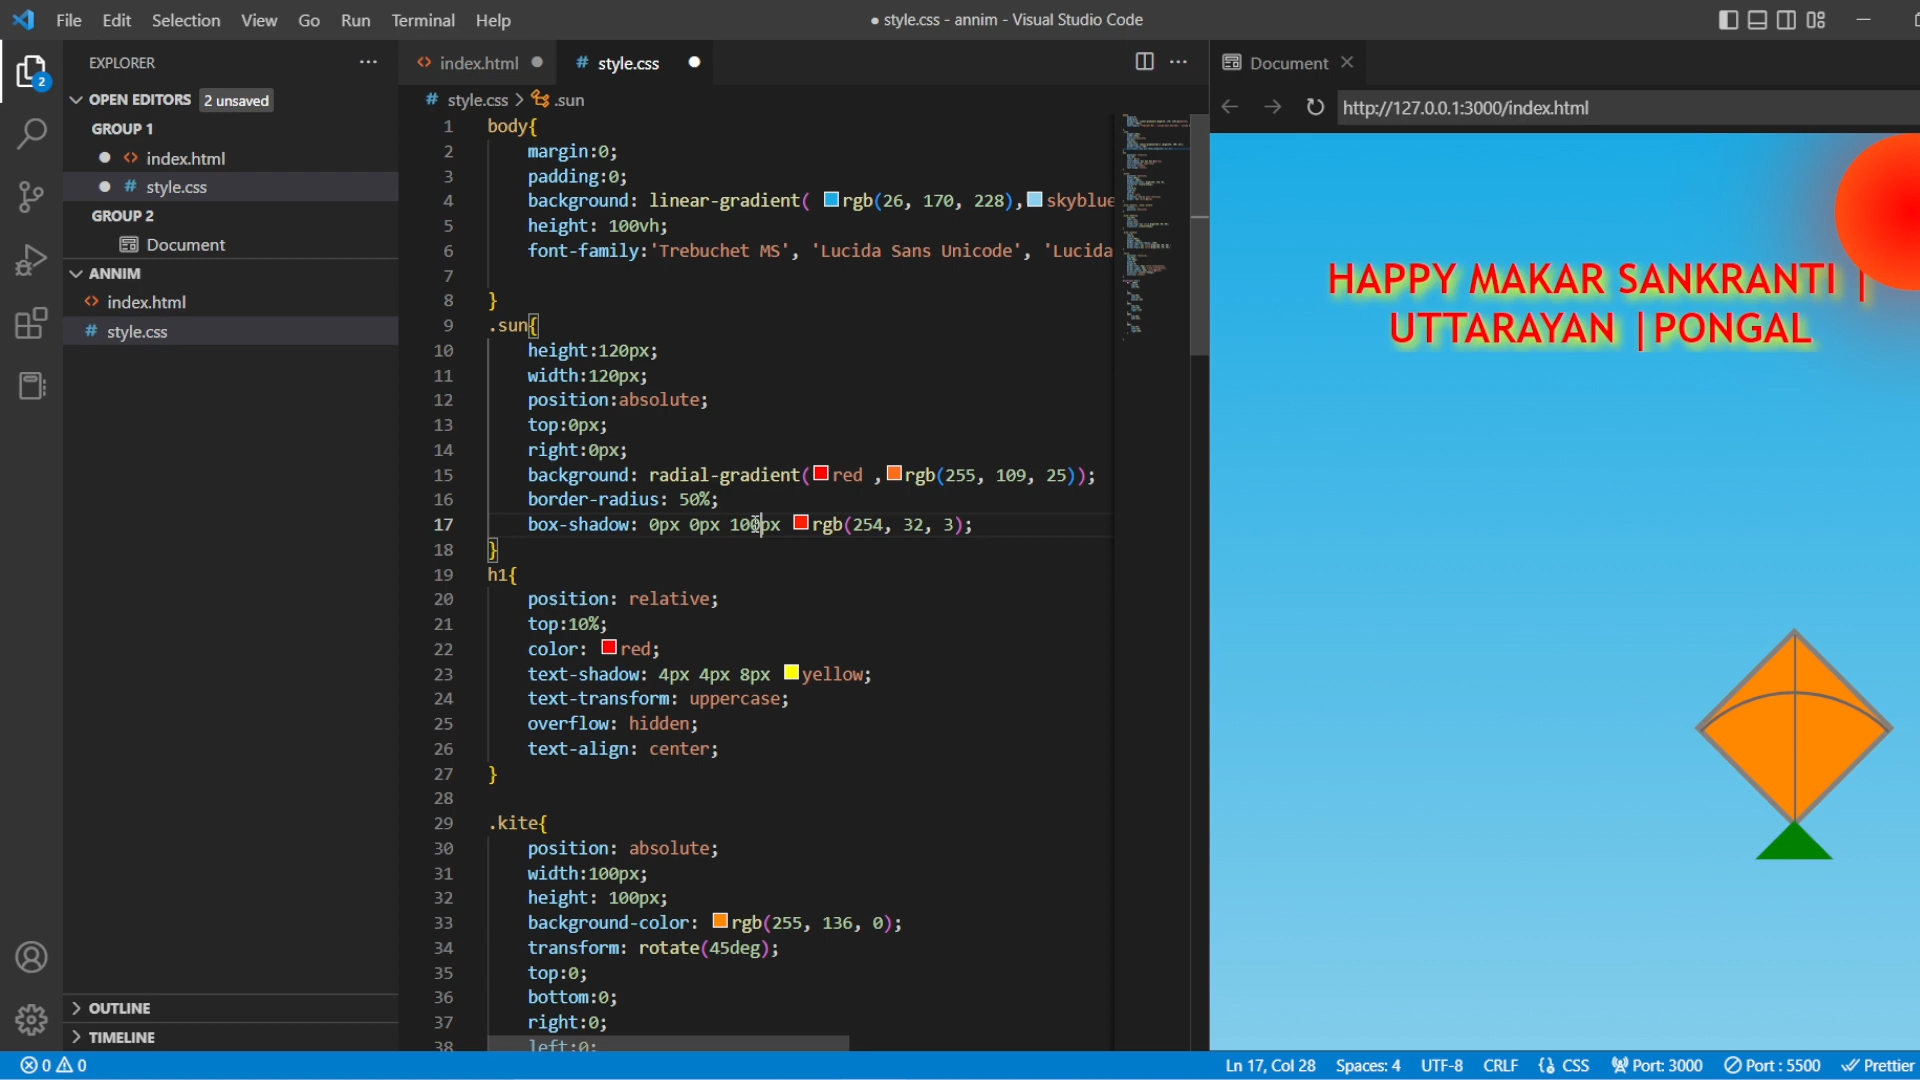 File Edit Selection View Go Run Terminal Help
● style.css - annim - Visual Studio Code
EXPLORER
OPEN EDITORS 2 unsaved
GROUP 1
index.html
style.css
GROUP 2
Document
ANNIM
index.html
style.css
OUTLINE
TIMELINE
2
index.html
style.css
style.css > .sun
1 body{
2 margin:0;
3 padding:0;
4 background: linear-gradient( rgb(26, 170, 228), skyblue
5 height: 100vh;
6 font-family:'Trebuchet MS', 'Lucida Sans Unicode', 'Lucida
7
8 }
9 .sun{
10 height:120px;
11 width:120px;
12 position:absolute;
13 top:0px;
14 right:0px;
15 background: radial-gradient( red , rgb(255, 109, 25));
16 border-radius: 50%;
17 box-shadow: 0px 0px 100px rgb(254, 32, 3);
18 }
19 h1{
20 position: relative;
21 top:10%;
22 color: red;
23 text-shadow: 4px 4px 8px yellow;
24 text-transform: uppercase;
25 overflow: hidden;
26 text-align: center;
27 }
28
29 .kite{
30 position: absolute;
31 width:100px;
32 height: 100px;
33 background-color: rgb(255, 136, 0);
34 transform: rotate(45deg);
35 top:0;
36 bottom:0;
37 right:0;
38 left:0;
Document
http://127.0.0.1:3000/index.html
HAPPY MAKAR SANKRANTI |
UTTARAYAN |PONGAL
0 0
Ln 17, Col 28 Spaces: 4 UTF-8 CRLF {} CSS Port: 3000 Port : 5500 Prettier